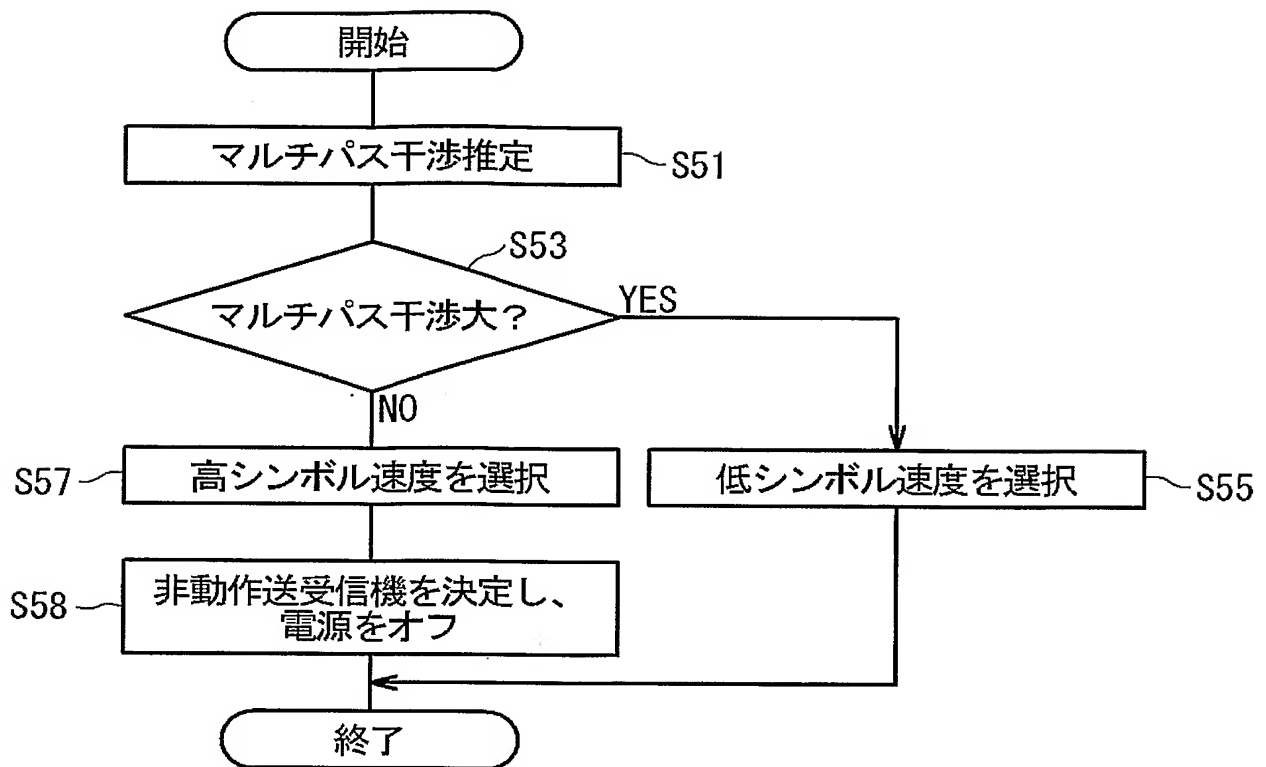 開始
マルチパス干渉推定
S51
S53
マルチパス干渉大?
YES
NO
S57
高シンボル速度を選択
低シンボル速度を選択
S55
S58
非動作送受信機を決定し、
電源をオフ
終了